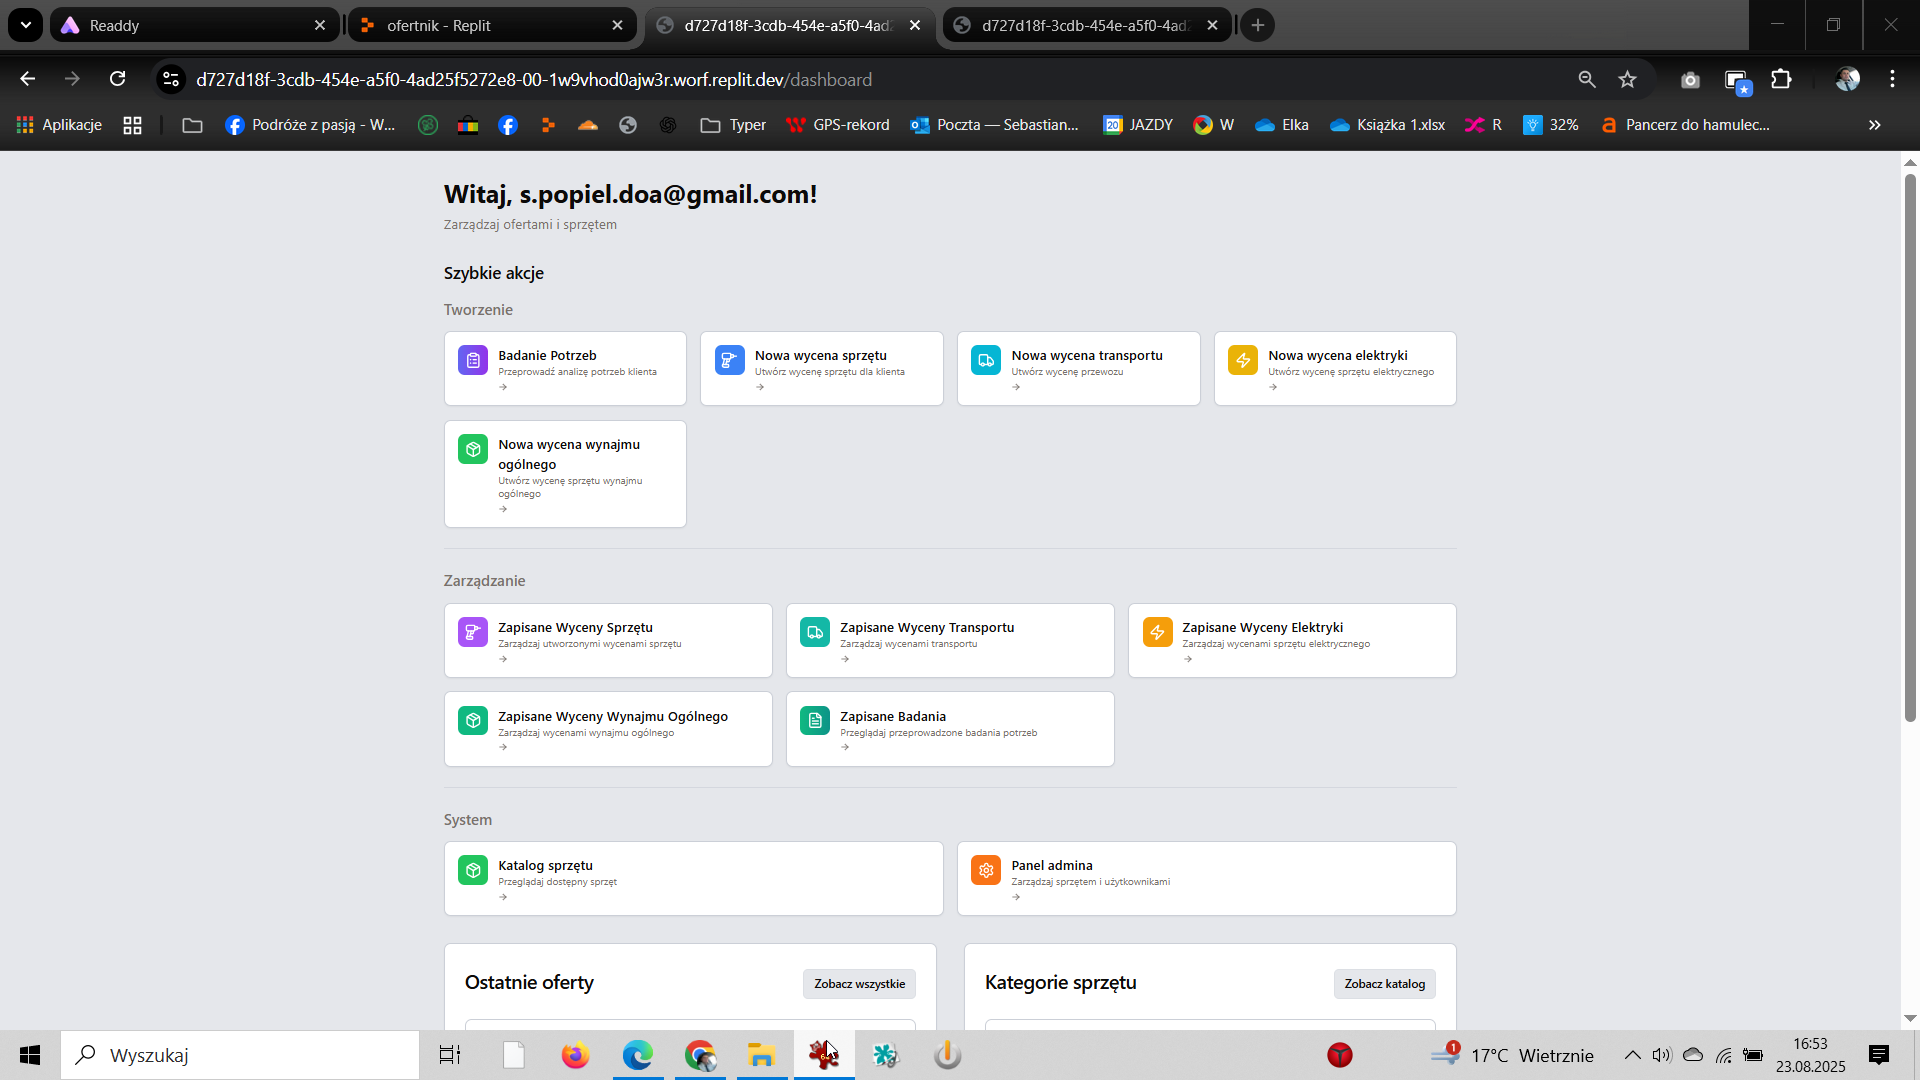 Readdy
ofertnik - Replit
d727d18f-3cdb-454e-a5f0-4ad2
d727d18f-3cdb-454e-a5f0-4ad2
d727d18f-3cdb-454e-a5f0-4ad25f5272e8-00-1w9vhod0ajw3r.worf.replit.dev/dashboard
Aplikacje
Podróże z pasją - W...
Typer
GPS-rekord
Poczta — Sebastian...
20
JAZDY
W
Elka
Książka 1.xlsx
R
32%
Pancerz do hamulec...
Witaj, s.popiel.doa@gmail.com!
Zarządzaj ofertami i sprzętem
Szybkie akcje
Tworzenie
Badanie Potrzeb
Przeprowadź analizę potrzeb klienta
Nowa wycena sprzętu
Utwórz wycenę sprzętu dla klienta
Nowa wycena transportu
Utwórz wycenę przewozu
Nowa wycena elektryki
Utwórz wycenę sprzętu elektrycznego
Nowa wycena wynajmu
ogólnego
Utwórz wycenę sprzętu wynajmu
ogólnego
Zarządzanie
Zapisane Wyceny Sprzętu
Zarządzaj utworzonymi wycenami sprzętu
Zapisane Wyceny Transportu
Zarządzaj wycenami transportu
Zapisane Wyceny Elektryki
Zarządzaj wycenami sprzętu elektrycznego
Zapisane Wyceny Wynajmu Ogólnego
Zarządzaj wycenami wynajmu ogólnego
Zapisane Badania
Przeglądaj przeprowadzone badania potrzeb
System
Katalog sprzętu
Przeglądaj dostępny sprzęt
Panel admina
Zarządzaj sprzętem i użytkownikami
Ostatnie oferty
Zobacz wszystkie
Kategorie sprzętu
Zobacz katalog
Wyszukaj
1
17°C Wietrznie
16:53
23.08.2025